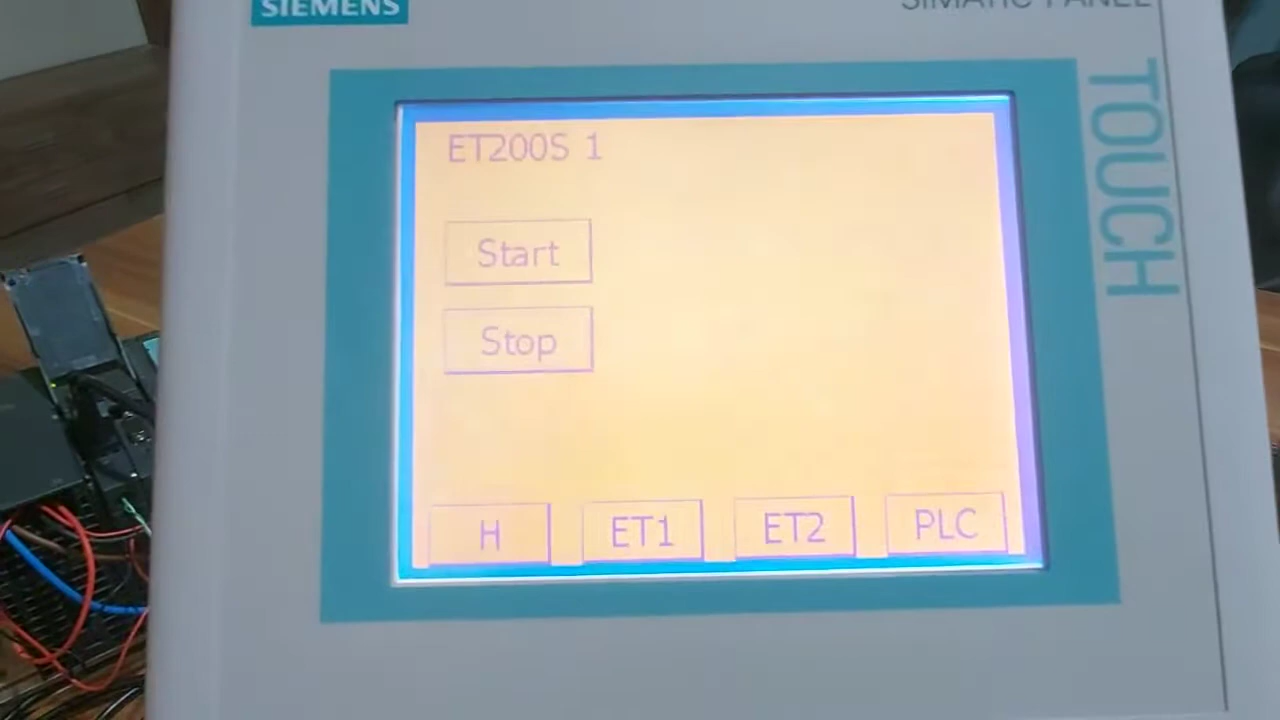 SIEMENS
SIMATIC PANEL
TOUCH
ET200S 1
Start
Stop
H ET1 ET2 PLC